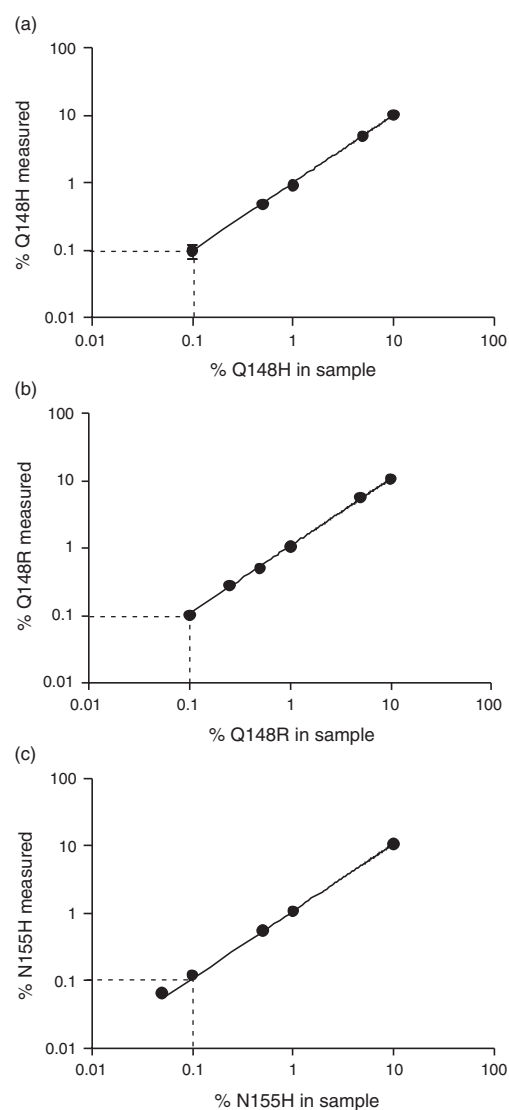 (a)
100
10
1
0.1
0.01
% Q148H measured
0.01 0.1 1 10 100
% Q148H in sample
(b)
100
10
1
0.1
0.01
% Q148R measured
0.01 0.1 1 10 100
% Q148R in sample
(c)
100
10
1
0.1
0.01
% N155H measured
0.01 0.1 1 10 100
% N155H in sample